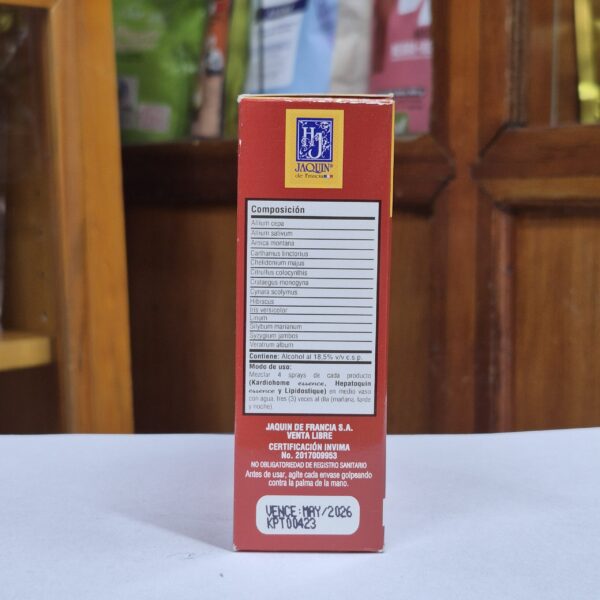 HJ
JAQUIN®
de Francia
Composición
Allium cepa
Allium sativum
Arnica montana
Carthamus tinctorius
Chelidonium majus
Citrullus colocynthis
Crataegus monogyna
Cynara scolymus
Hibiscus
Iris versicolor
Linum
Silybum marianum
Syzygium jambos
Veratrum album
Contiene: Alcohol al 18,5% v/v c.s.p.
Modo de uso:
Mezclar 4 sprays de cada producto
(Kardiohome essence, Hepatoquin
essence y Lipidostique) en medio vaso
con agua, tres (3) veces al día (mañana, tarde
y noche).
JAQUIN DE FRANCIA S.A.
VENTA LIBRE
CERTIFICACIÓN INVIMA
No. 2017009953
NO OBLIGATORIEDAD DE REGISTRO SANITARIO
Antes de usar, agite cada envase golpeando
contra la palma de la mano.
VENCE:MAY/2026
KPT00423